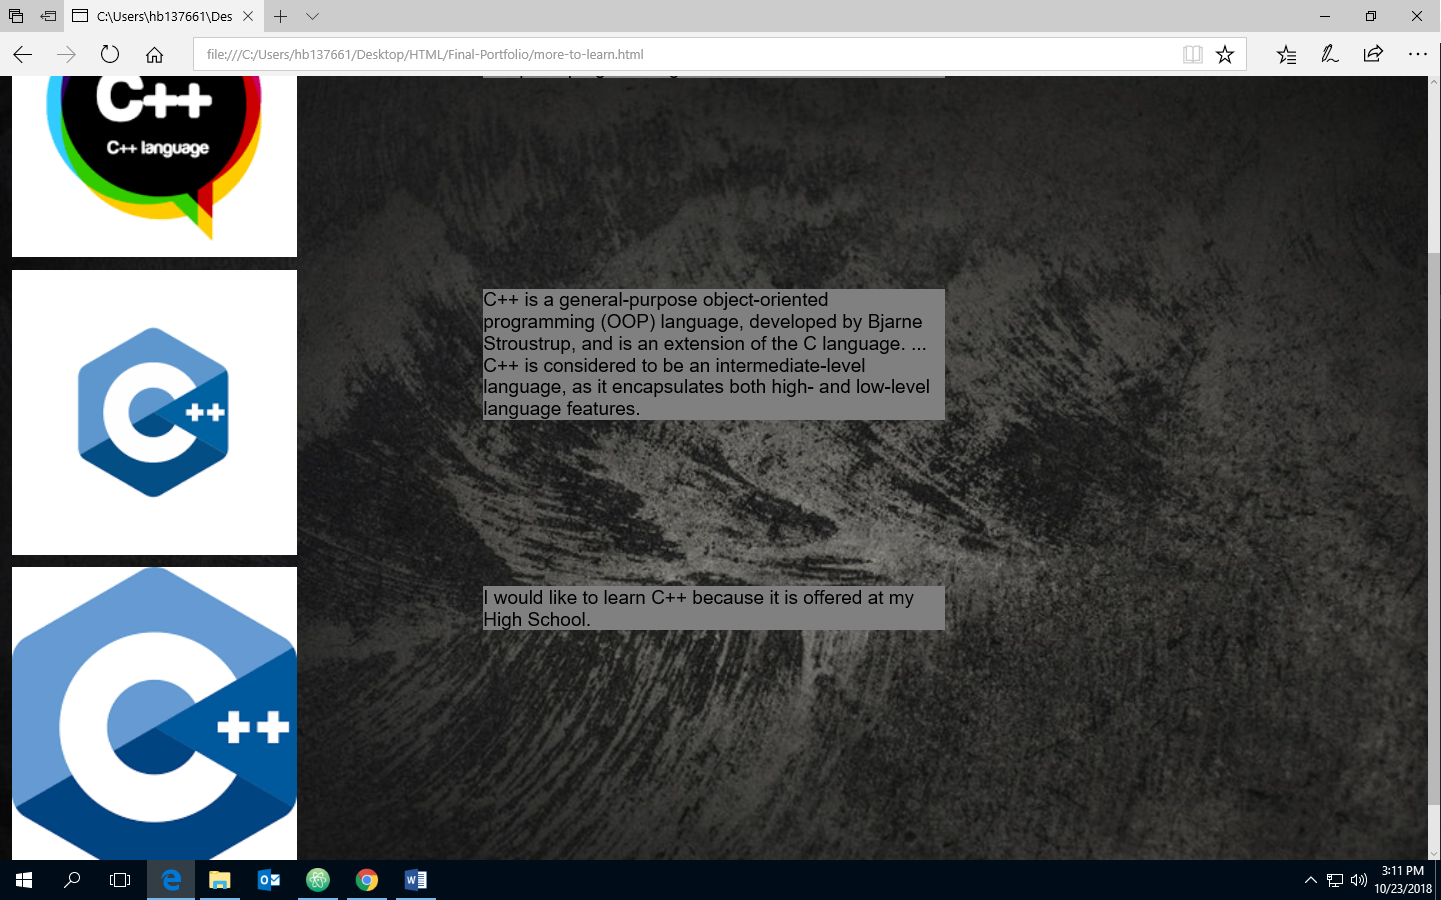 C:\Users\hb137661\Des
file:///C:/Users/hb137661/Desktop/HTML/Final-Portfolio/more-to-learn.html
C++
C++ language
C++ is a general-purpose object-oriented
programming (OOP) language, developed by Bjarne
Stroustrup, and is an extension of the C language. ...
C++ is considered to be an intermediate-level
language, as it encapsulates both high- and low-level
language features.
C++
I would like to learn C++ because it is offered at my
High School.
C++
3:11 PM
10/23/2018